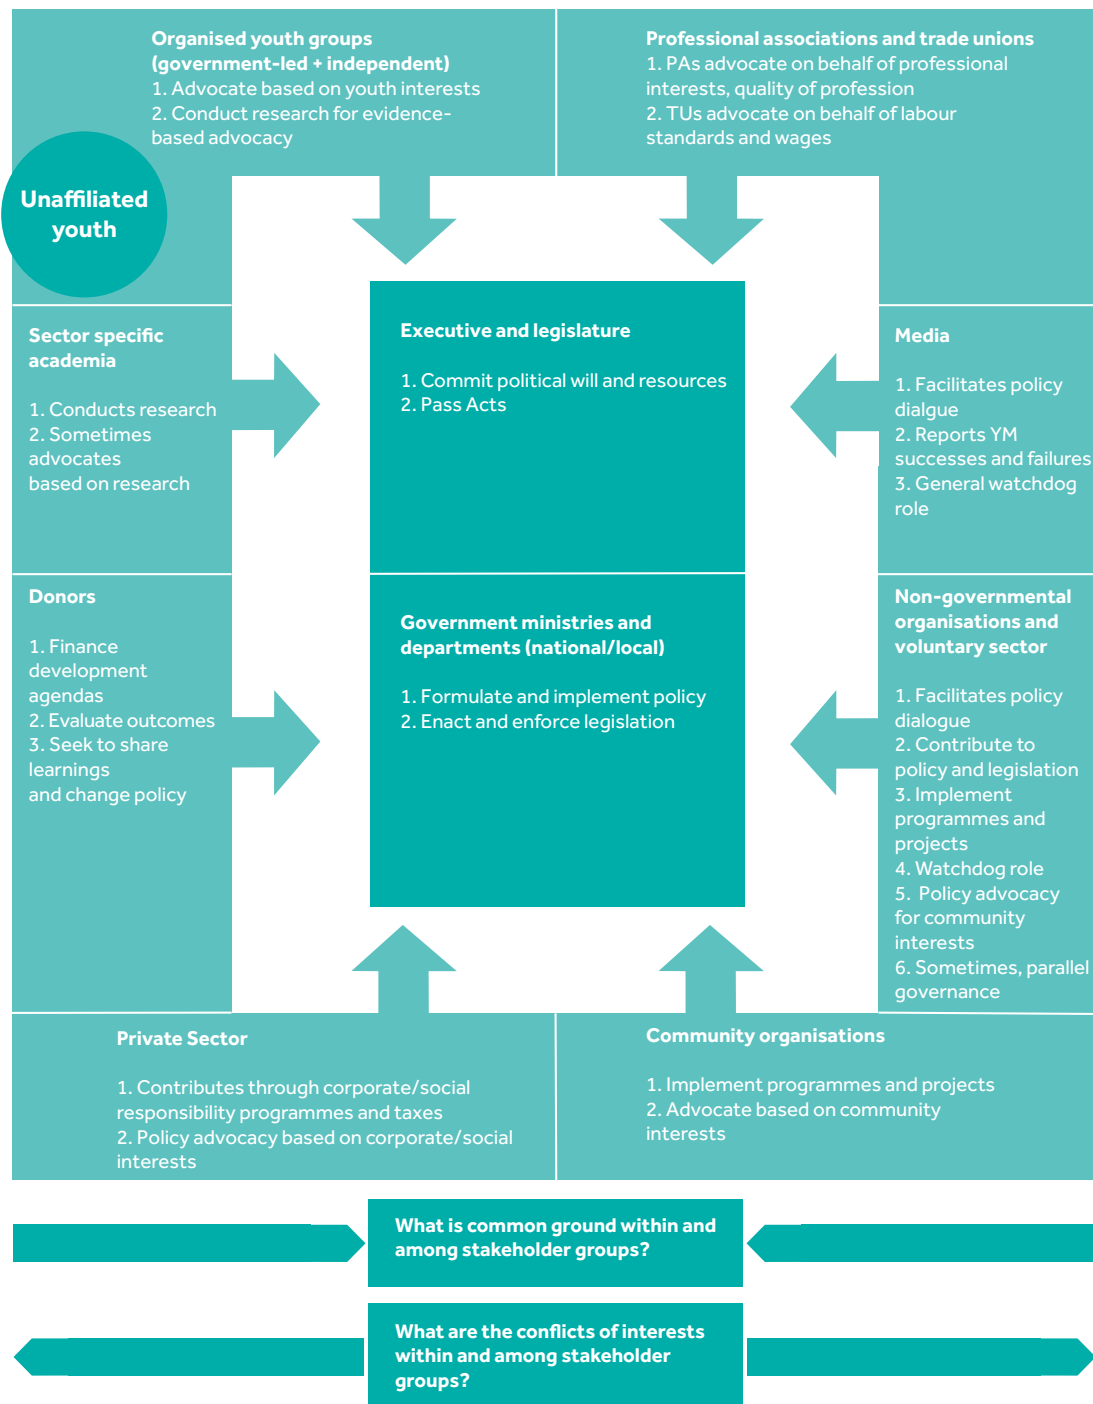 Organised youth groups
(government-led + independent)
1. Advocate based on youth interests
2. Conduct research for evidence-
based advocacy
Professional associations and trade unions
1. PAs advocate on behalf of professional
interests, quality of profession
2. TUs advocate on behalf of labour
standards and wages
Unaffiliated
youth
Sector specific
academia
1. Conducts research
2. Sometimes
advocates
based on research
Executive and legislature
1. Commit political will and resources
2. Pass Acts
Media
1. Facilitates policy
dialgue
2. Reports YM
successes and failures
3. General watchdog
role
Donors
1. Finance
development
agendas
2. Evaluate outcomes
3. Seek to share
learnings
and change policy
Government ministries and
departments (national/local)
1. Formulate and implement policy
2. Enact and enforce legislation
Non-governmental
organisations and
voluntary sector
1. Facilitates policy
dialogue
2. Contribute to
policy and legislation
3. Implement
programmes and
projects
4. Watchdog role
5. Policy advocacy
for community
interests
6. Sometimes, parallel
governance
Private Sector
1. Contributes through corporate/social
responsibility programmes and taxes
2. Policy advocacy based on corporate/social
interests
Community organisations
1. Implement programmes and projects
2. Advocate based on community
interests
What is common ground within and
among stakeholder groups?
What are the conflicts of interests
within and among stakeholder
groups?